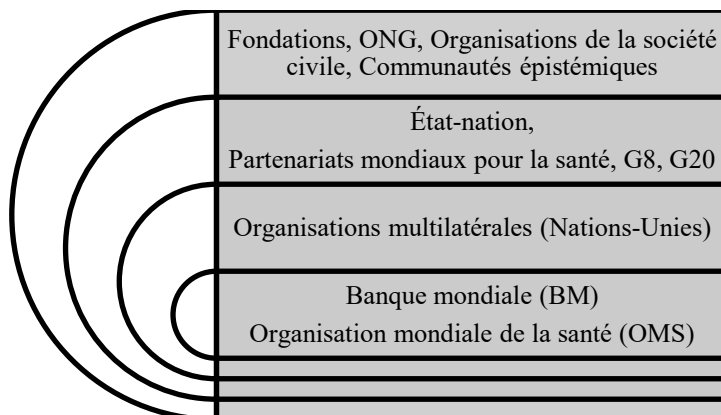 Fondations, ONG, Organisations de la société
civile, Communautés épistémiques
État-nation,
Partenariats mondiaux pour la santé, G8, G20
Organisations multilatérales (Nations-Unies)
Banque mondiale (BM)
Organisation mondiale de la santé (OMS)